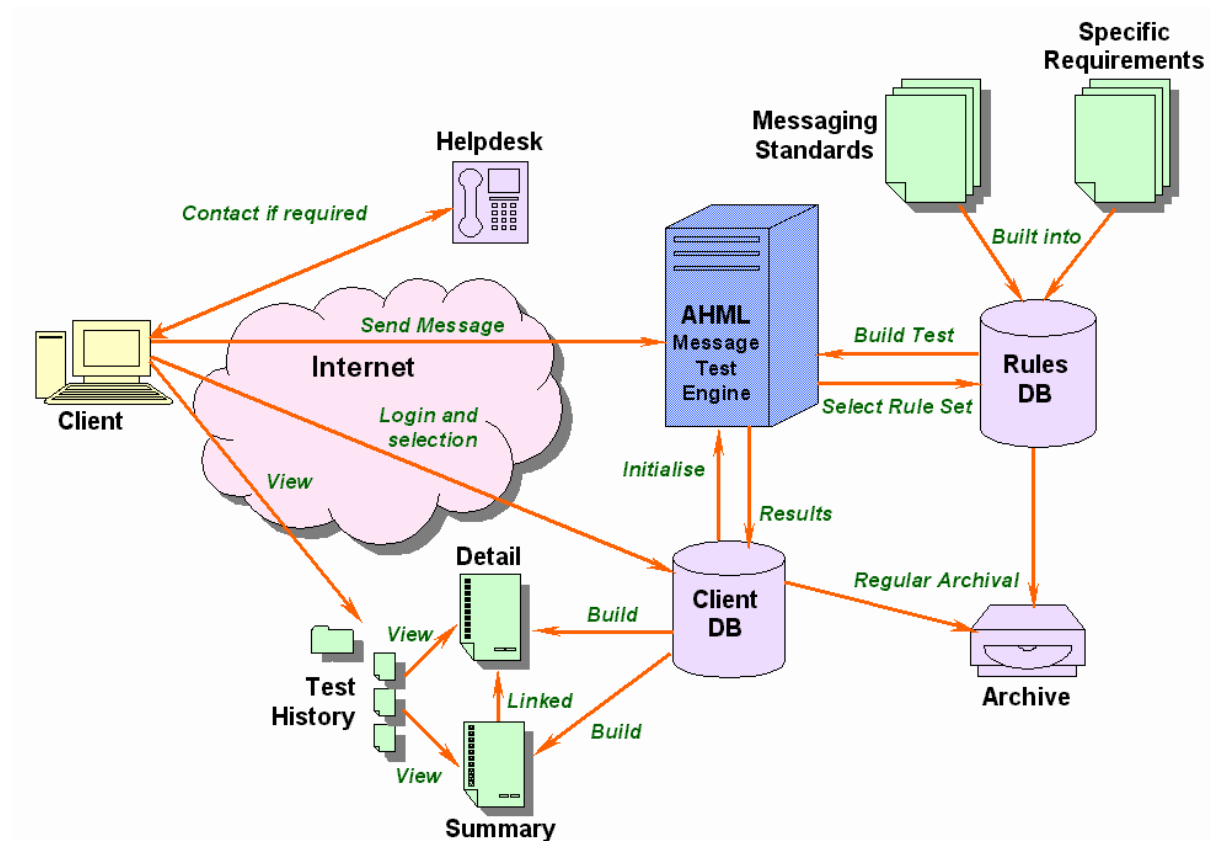 Specific
Requirements
Messaging
Standards
Helpdesk
Contact if required
Built into
Send Message
AHML
Message
Test
Engine
Build Test
Rules
DB
Internet
Client
Select Rule Set
Login and
selection
Initialise
View
Results
Detail
Regular Archival
Client
DB
Build
View
Test
History
Linked
Archive
Build
View
Summary